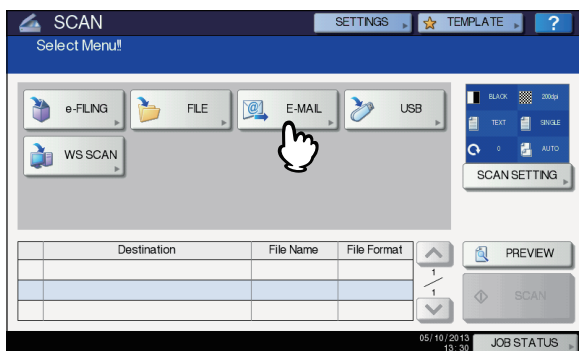 SCAN
SETTINGS
TEMPLATE
?
Select Menu!!
e-FILING
FILE
E-MAIL
USB
WS SCAN
BLACK
200dpi
TEXT
SINGLE
0
AUTO
SCAN SETTING
Destination File Name File Format
1
1
PREVIEW
SCAN
05/10/2013
13:30
JOB STATUS